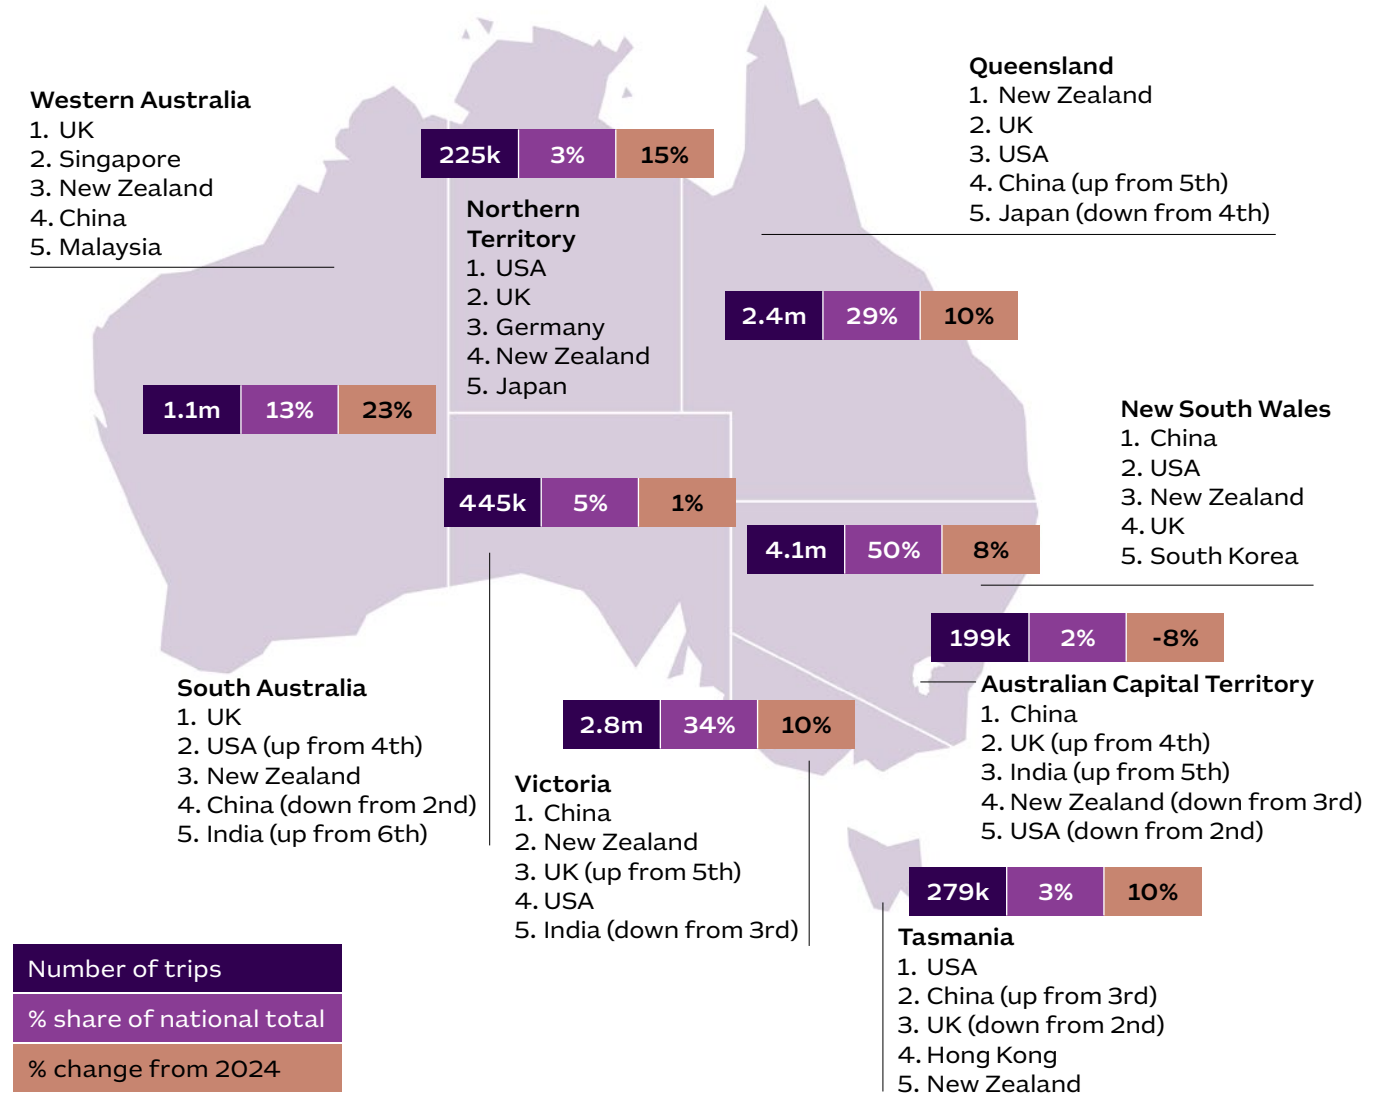 Western Australia
1. UK
2. Singapore
3. New Zealand
4. China
5. Malaysia
1.1m 13% 23%
225k 3% 15%
Northern
Territory
1. USA
2. UK
3. Germany
4. New Zealand
5. Japan
Queensland
1. New Zealand
2. UK
3. USA
4. China (up from 5th)
5. Japan (down from 4th)
2.4m 29% 10%
New South Wales
1. China
2. USA
3. New Zealand
4. UK
5. South Korea
4.1m 50% 8%
445k 5% 1%
South Australia
1. UK
2. USA (up from 4th)
3. New Zealand
4. China (down from 2nd)
5. India (up from 6th)
2.8m 34% 10%
Victoria
1. China
2. New Zealand
3. UK (up from 5th)
4. USA
5. India (down from 3rd)
199k 2% -8%
Australian Capital Territory
1. China
2. UK (up from 4th)
3. India (up from 5th)
4. New Zealand (down from 3rd)
5. USA (down from 2nd)
279k 3% 10%
Tasmania
1. USA
2. China (up from 3rd)
3. UK (down from 2nd)
4. Hong Kong
5. New Zealand
Number of trips
% share of national total
% change from 2024